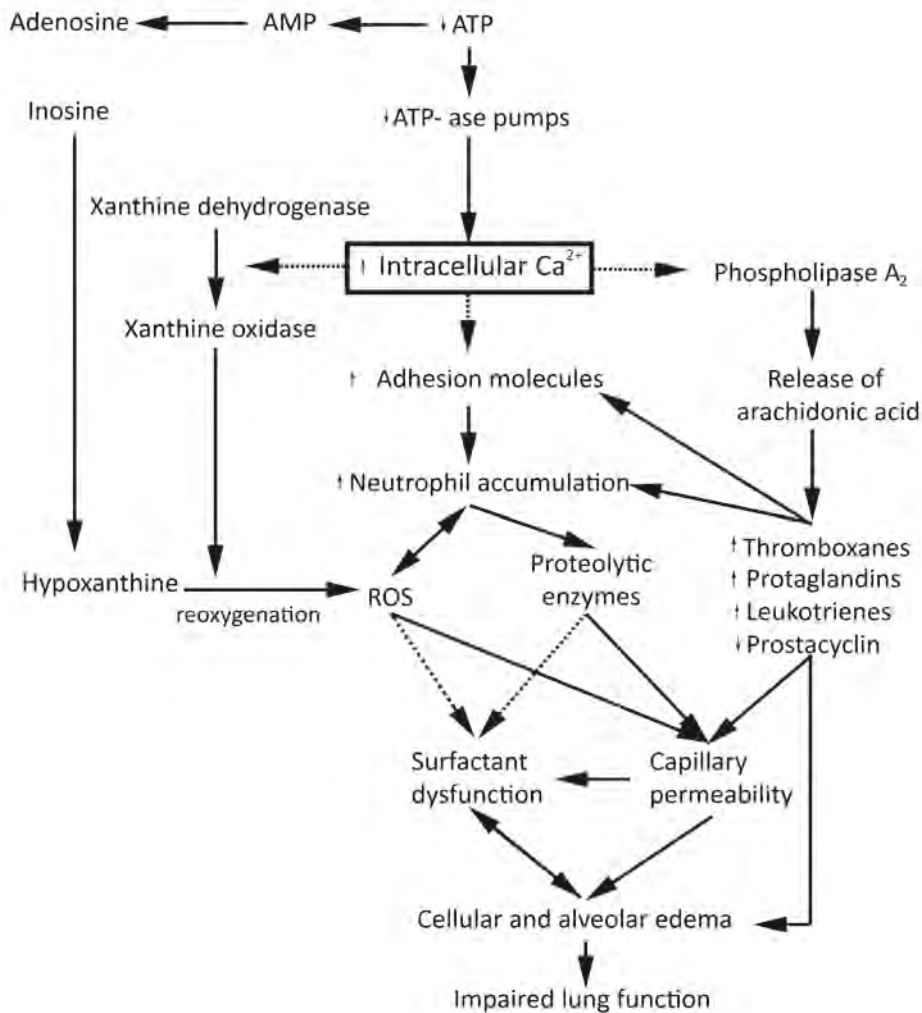 Adenosine AMP ↓ ATP
Inosine
↓ATP- ase pumps
Xanthine dehydrogenase
↑ Intracellular Ca²⁺
Phospholipase A₂
Xanthine oxidase
↑ Adhesion molecules
Release of
arachidonic acid
↑ Neutrophil accumulation
Hypoxanthine
reoxygenation
ROS
Proteolytic
enzymes
↑ Thromboxanes
↑ Protaglandins
↑ Leukotrienes
↓ Prostacyclin
Surfactant
dysfunction
Capillary
permeability
Cellular and alveolar edema
Impaired lung function